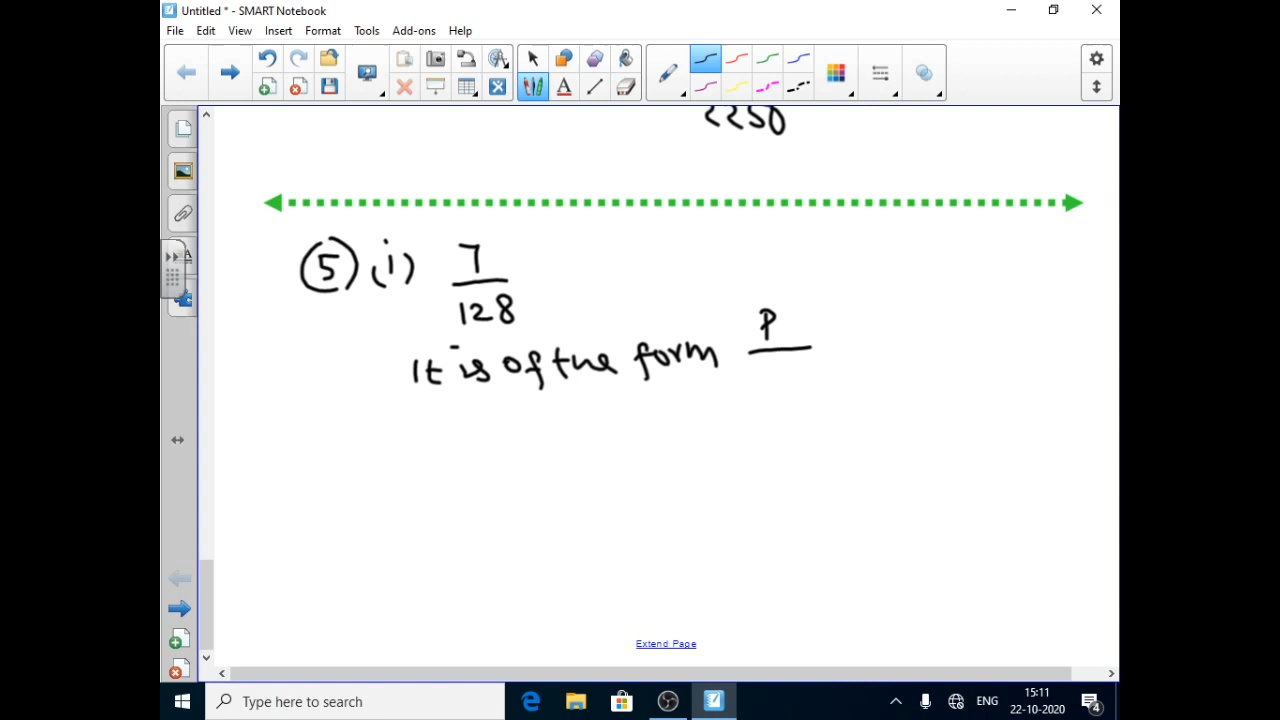 Untitled * - SMART Notebook
File Edit View Insert Format Tools Add-ons Help
2250
(5) (i) 7
128
It is of the form P
Extend Page
Type here to search
ENG
15:11
22-10-2020
4